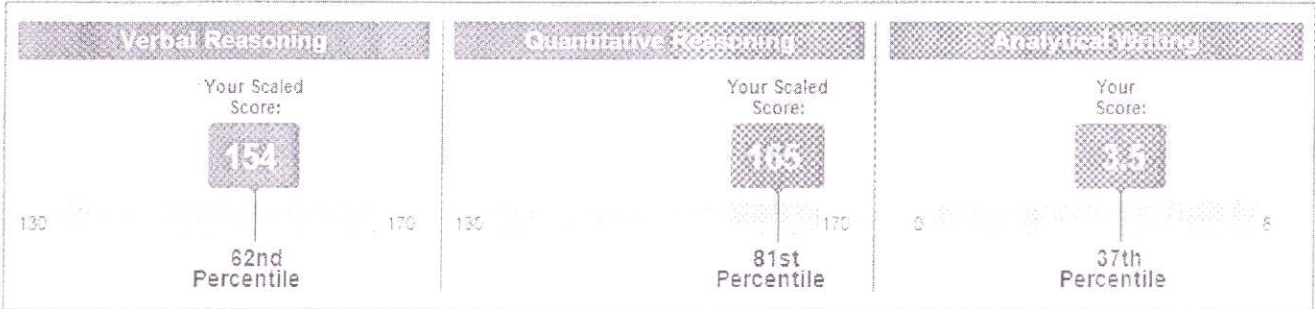 Verbal Reasoning
Your Scaled
Score:
154
130
170
62nd
Percentile
Quantitative Reasoning
Your Scaled
Score:
165
130
170
81st
Percentile
Analytical Writing
Your
Score:
3.5
0
6
37th
Percentile